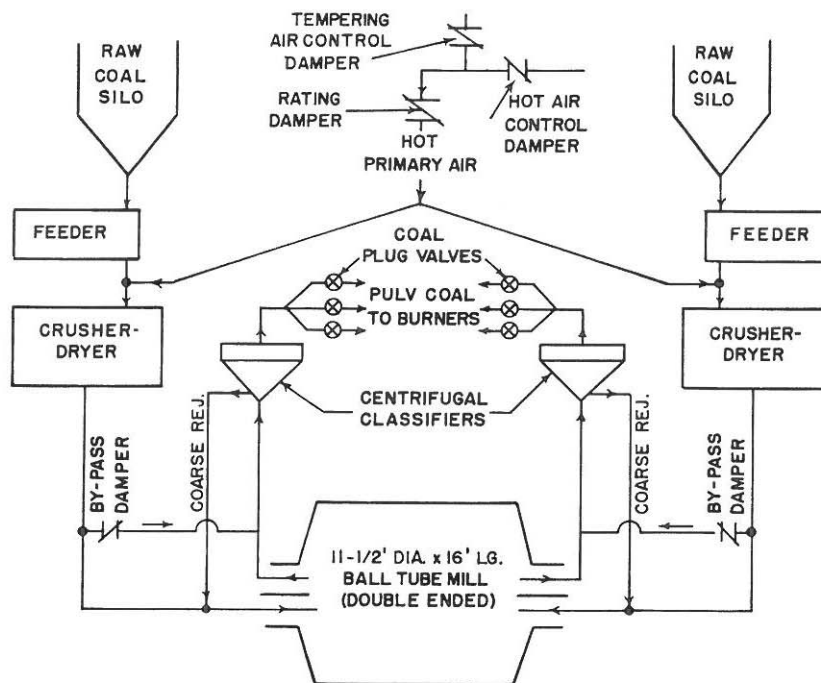 TEMPERING
AIR CONTROL
DAMPER
RAW
COAL
SILO
RAW
COAL
SILO
RATING
DAMPER
HOT AIR
CONTROL
DAMPER
HOT
PRIMARY AIR
FEEDER
FEEDER
COAL
PLUG VALVES
PULV COAL
TO BURNERS
CRUSHER-
DRYER
CRUSHER-
DRYER
CENTRIFUGAL
CLASSIFIERS
BY-PASS
DAMPER
COARSE REJ.
COARSE REJ.
BY-PASS
DAMPER
11-1/2' DIA. x 16' LG.
BALL TUBE MILL
(DOUBLE ENDED)